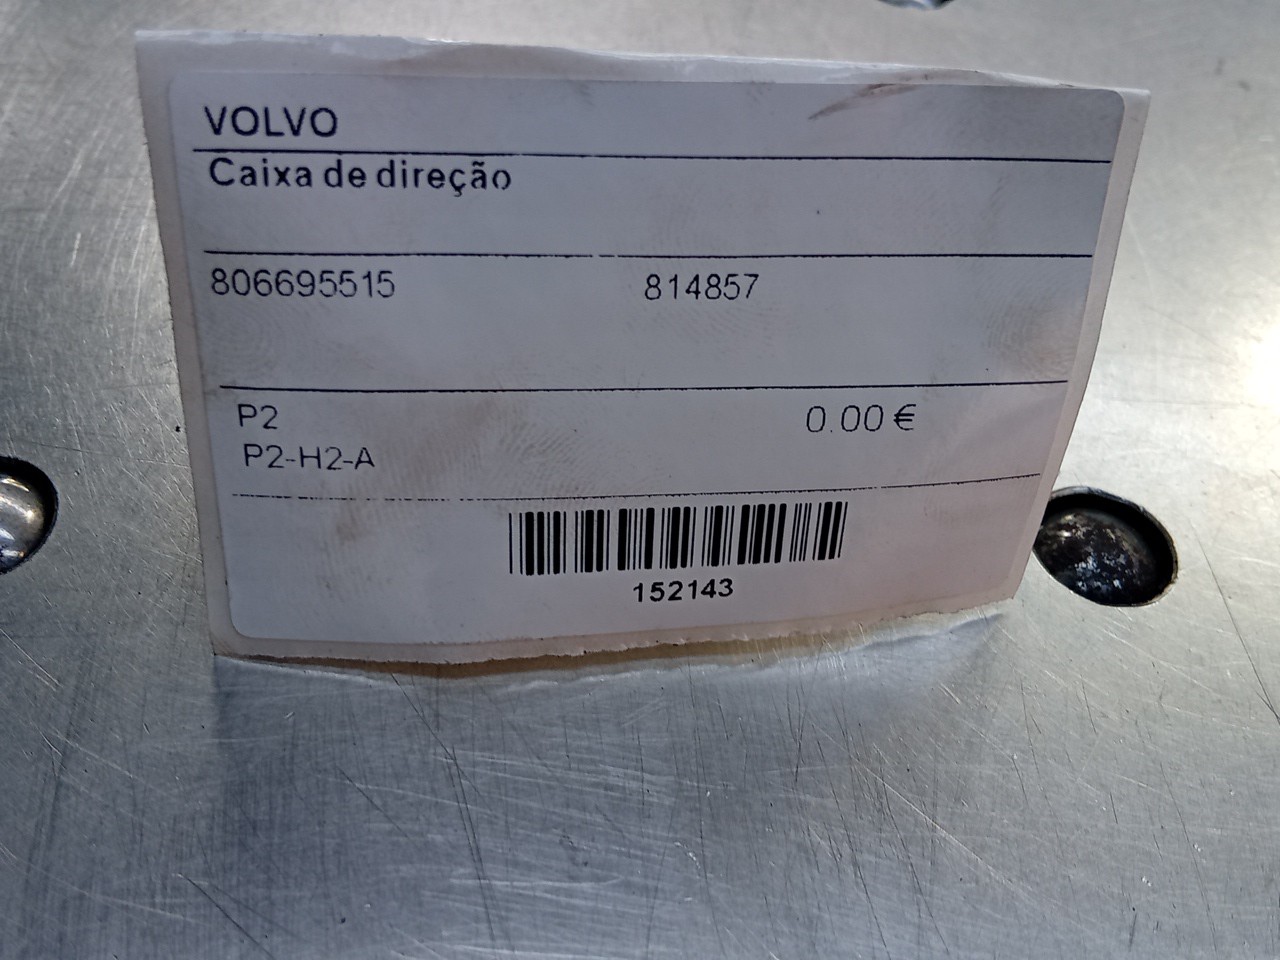 VOLVO
Caixa de direção
806695515 814857
P2 0.00 €
P2-H2-A
152143